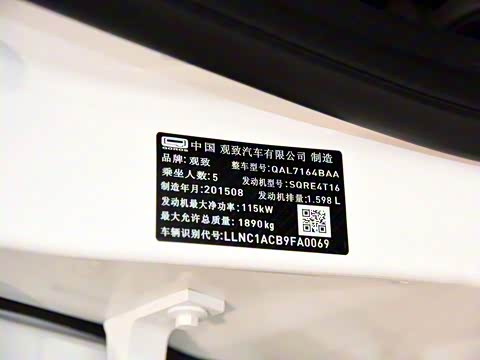 QOROS 中国 观致汽车有限公司 制造
品牌: 观致 整车型号: QAL7164BAA
乘坐人数: 5 发动机型号: SQRE4T16
制造年月: 201508 发动机排量: 1.598 L
发动机最大净功率: 115kW
最大允许总质量: 1890kg
车辆识别代号: LLNC1ACB9FA0069